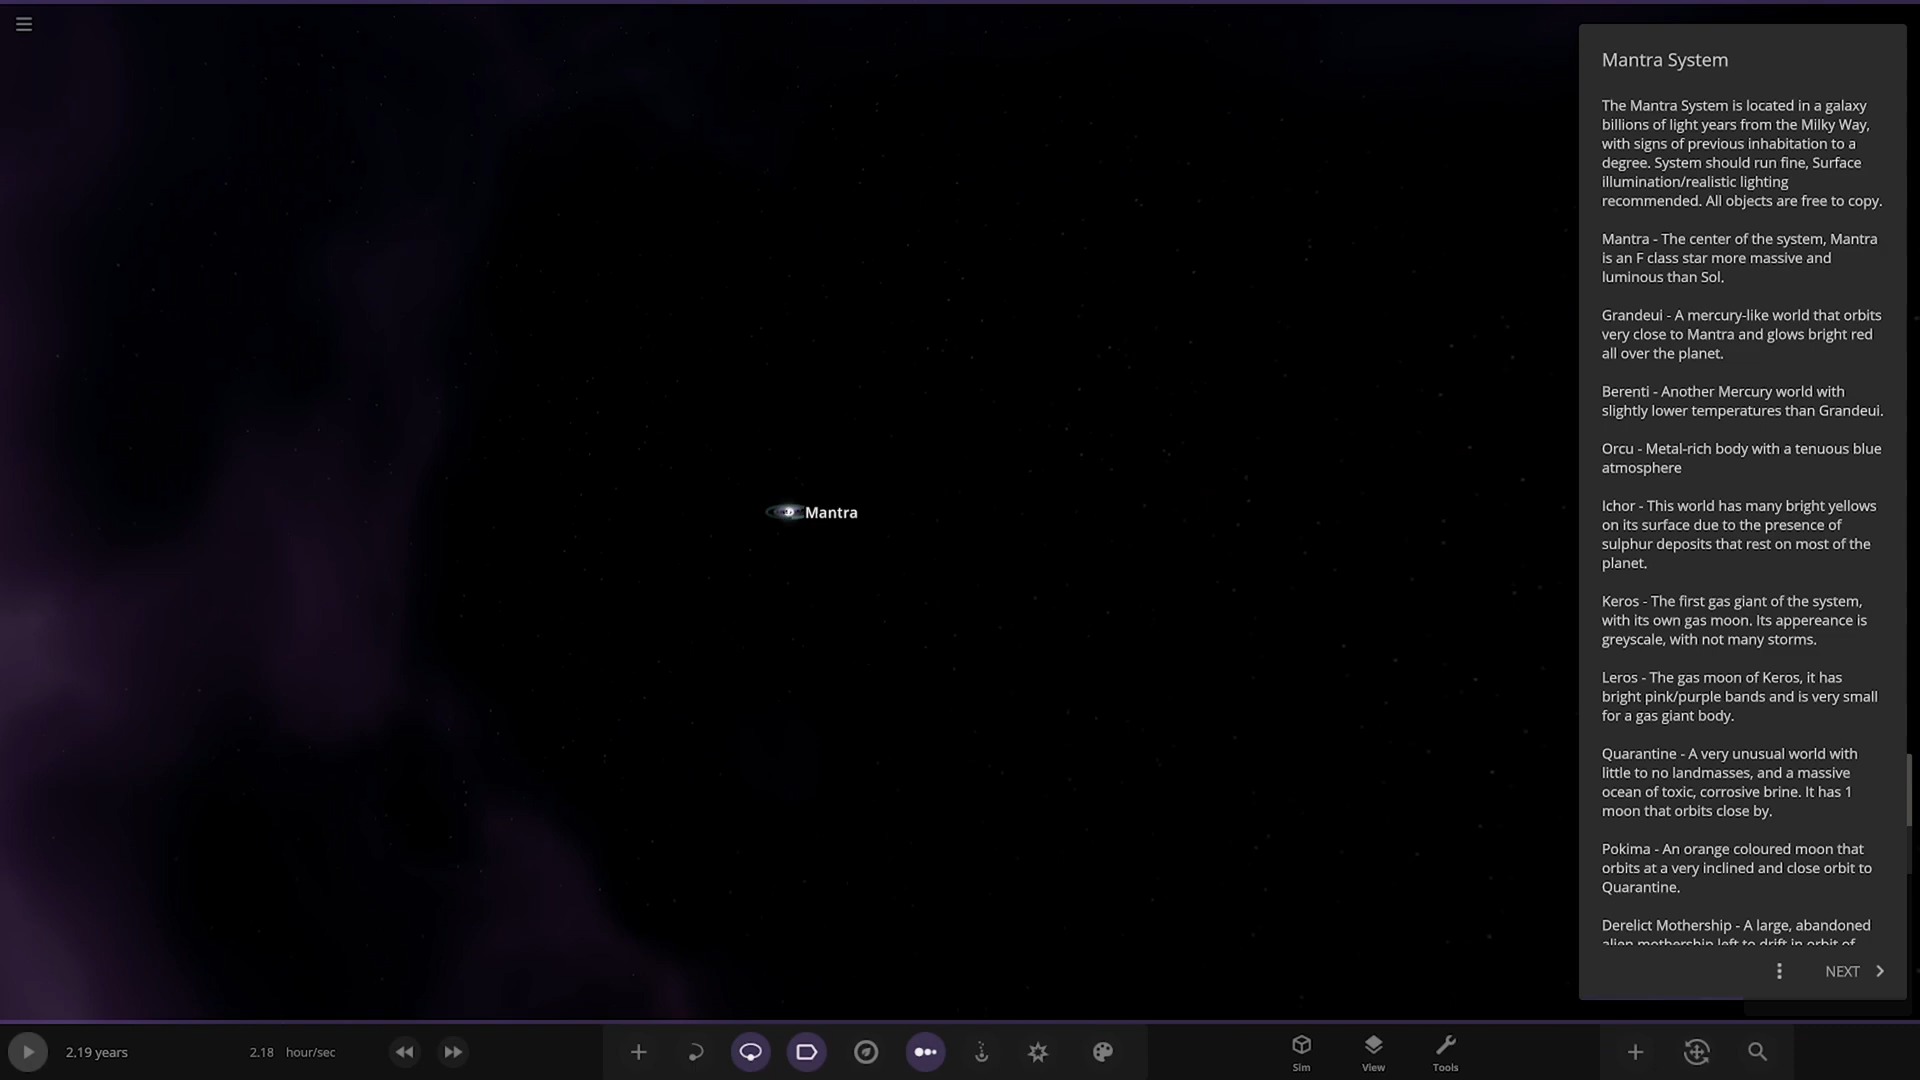 Mantra System
The Mantra System is located in a galaxy
billions of light years from the Milky Way,
with signs of previous inhabitation to a
degree. System should run fine, Surface
illumination/realistic lighting
recommended. All objects are free to copy.
Mantra - The center of the system, Mantra
is an F class star more massive and
luminous than Sol.
Grandeui - A mercury-like world that orbits
very close to Mantra and glows bright red
all over the planet.
Berenti - Another Mercury world with
slightly lower temperatures than Grandeui.
Orcu - Metal-rich body with a tenuous blue
atmosphere
Ichor - This world has many bright yellows
on its surface due to the presence of
sulphur deposits that rest on most of the
planet.
Keros - The first gas giant of the system,
with its own gas moon. Its appereance is
greyscale, with not many storms.
Leros - The gas moon of Keros, it has
bright pink/purple bands and is very small
for a gas giant body.
Quarantine - A very unusual world with
little to no landmasses, and a massive
ocean of toxic, corrosive brine. It has 1
moon that orbits close by.
Pokima - An orange coloured moon that
orbits at a very inclined and close orbit to
Quarantine.
Derelict Mothership - A large, abandoned
alien mothership left to drift in orbit of
NEXT
Mantra
2.19 years
2.18 hour/sec
Sim
View
Tools